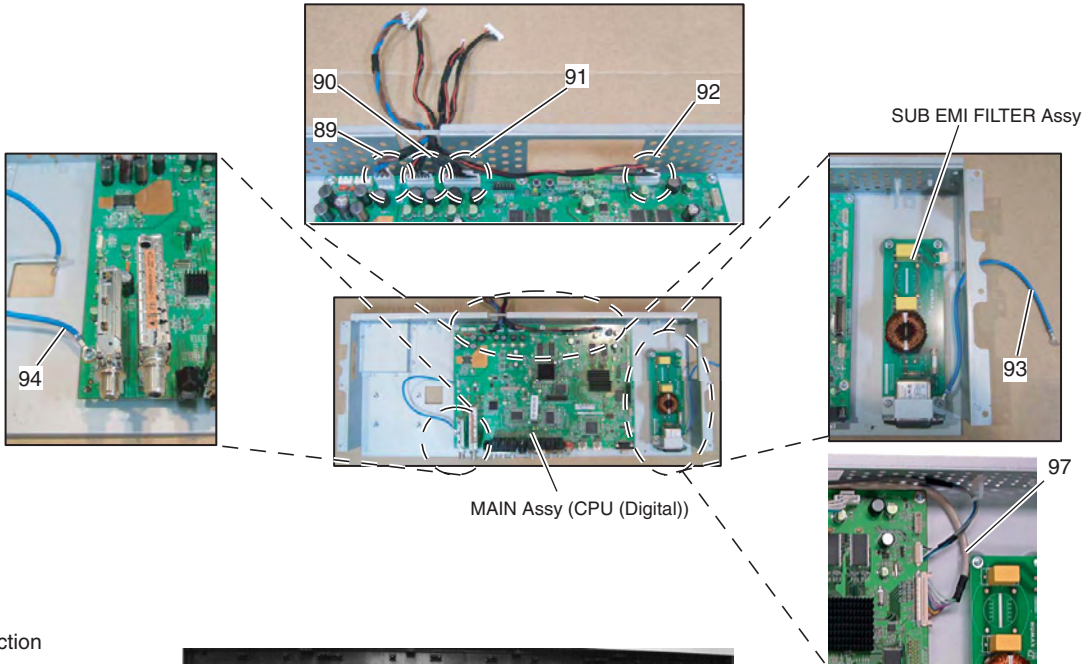 90
91
92
89
SUB EMI FILTER Assy
94
93
MAIN Assy (CPU (Digital))
97
ction